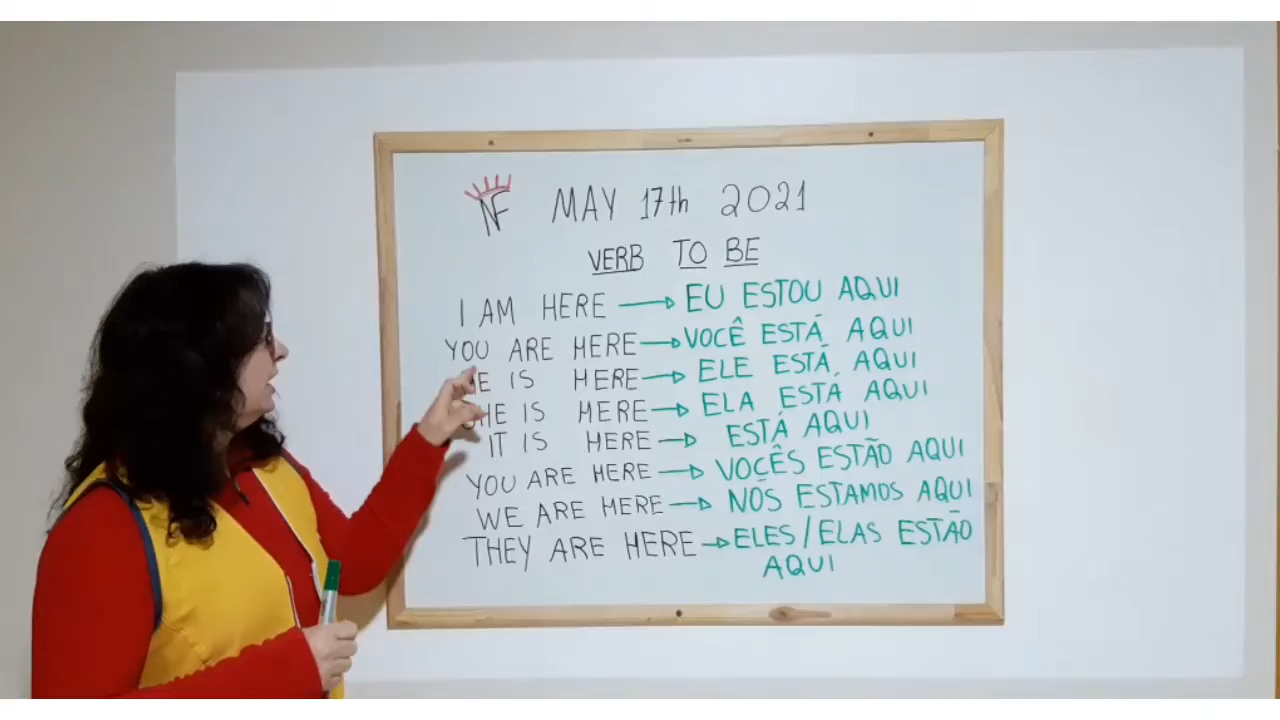 NF MAY 17th 2021
VERB TO BE
I AM HERE → EU ESTOU AQUI
YOU ARE HERE → VOCÊ ESTÁ AQUI
HE IS HERE → ELE ESTÁ AQUI
SHE IS HERE → ELA ESTÁ AQUI
IT IS HERE → ESTÁ AQUI
YOU ARE HERE → VOCÊS ESTÃO AQUI
WE ARE HERE → NÓS ESTAMOS AQUI
THEY ARE HERE → ELES/ELAS ESTÃO
AQUI